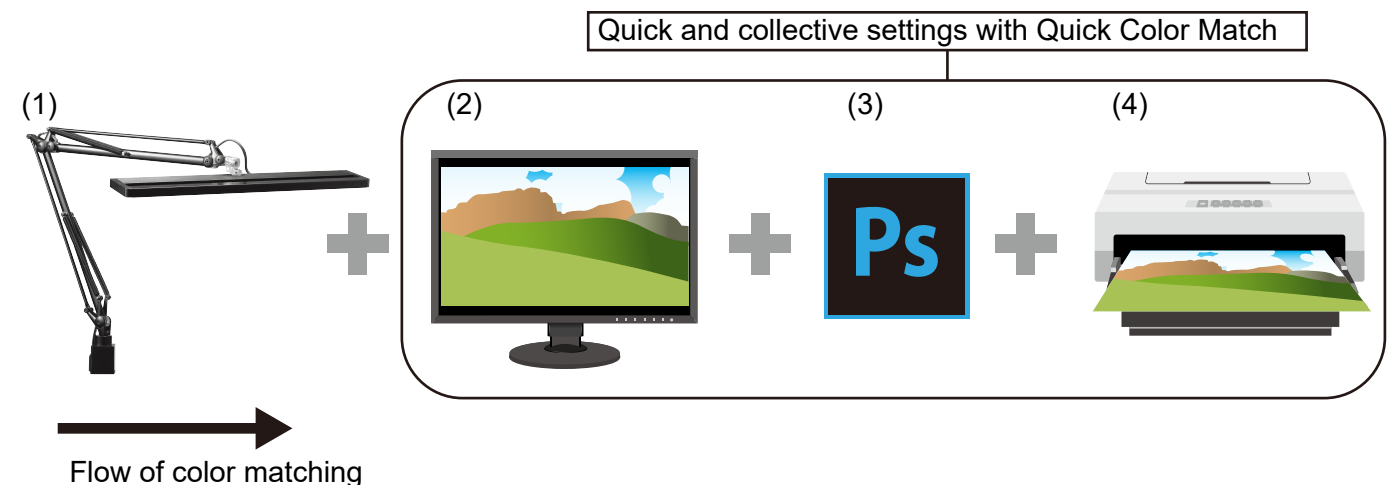 Quick and collective settings with Quick Color Match
(1)
(2)
(3)
(4)
Ps
Flow of color matching